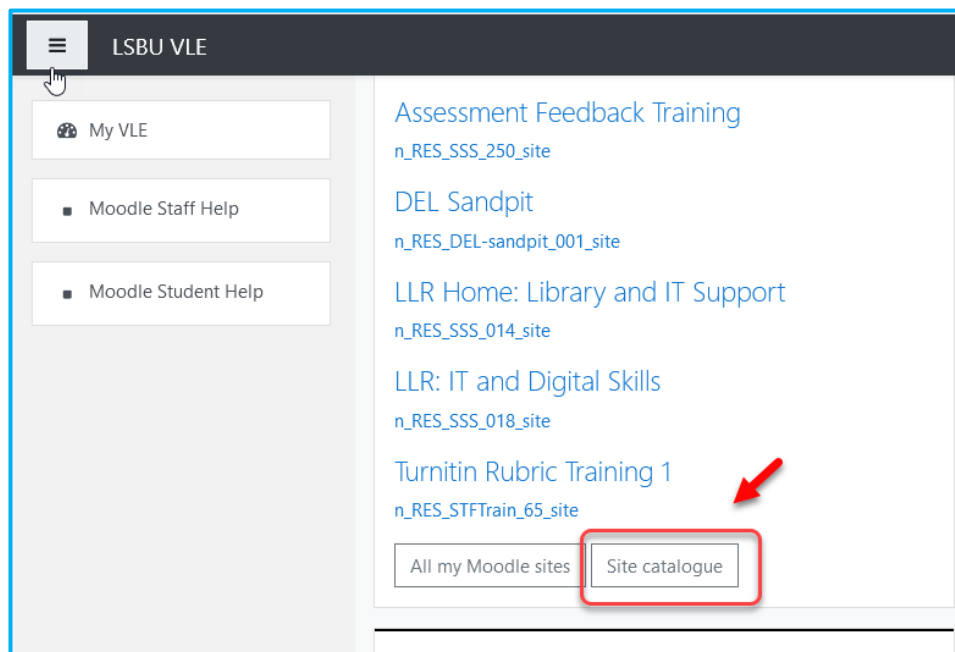 LSBU VLE
My VLE
Moodle Staff Help
Moodle Student Help
Assessment Feedback Training
n_RES_SSS_250_site
DEL Sandpit
n_RES_DEL-sandpit_001_site
LLR Home: Library and IT Support
n_RES_SSS_014_site
LLR: IT and Digital Skills
n_RES_SSS_018_site
Turnitin Rubric Training 1
n_RES_STFTrain_65_site
All my Moodle sites Site catalogue